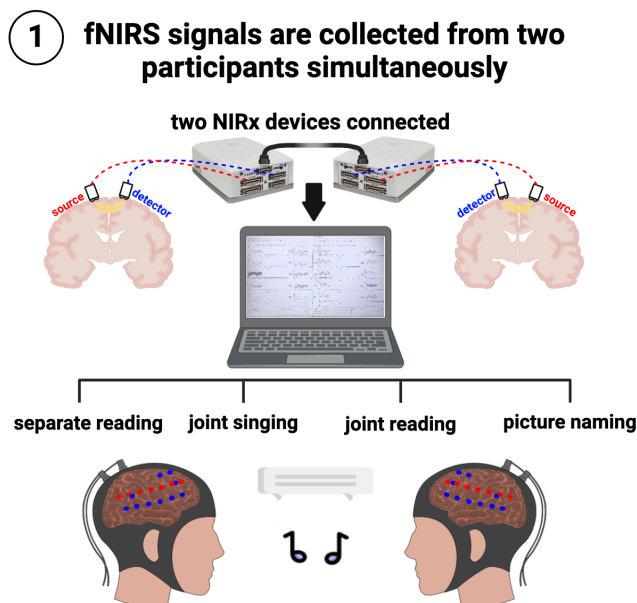 1
fNIRS signals are collected from two
participants simultaneously
two NIRx devices connected
source
detector
detector
source
separate reading
joint singing
joint reading
picture naming